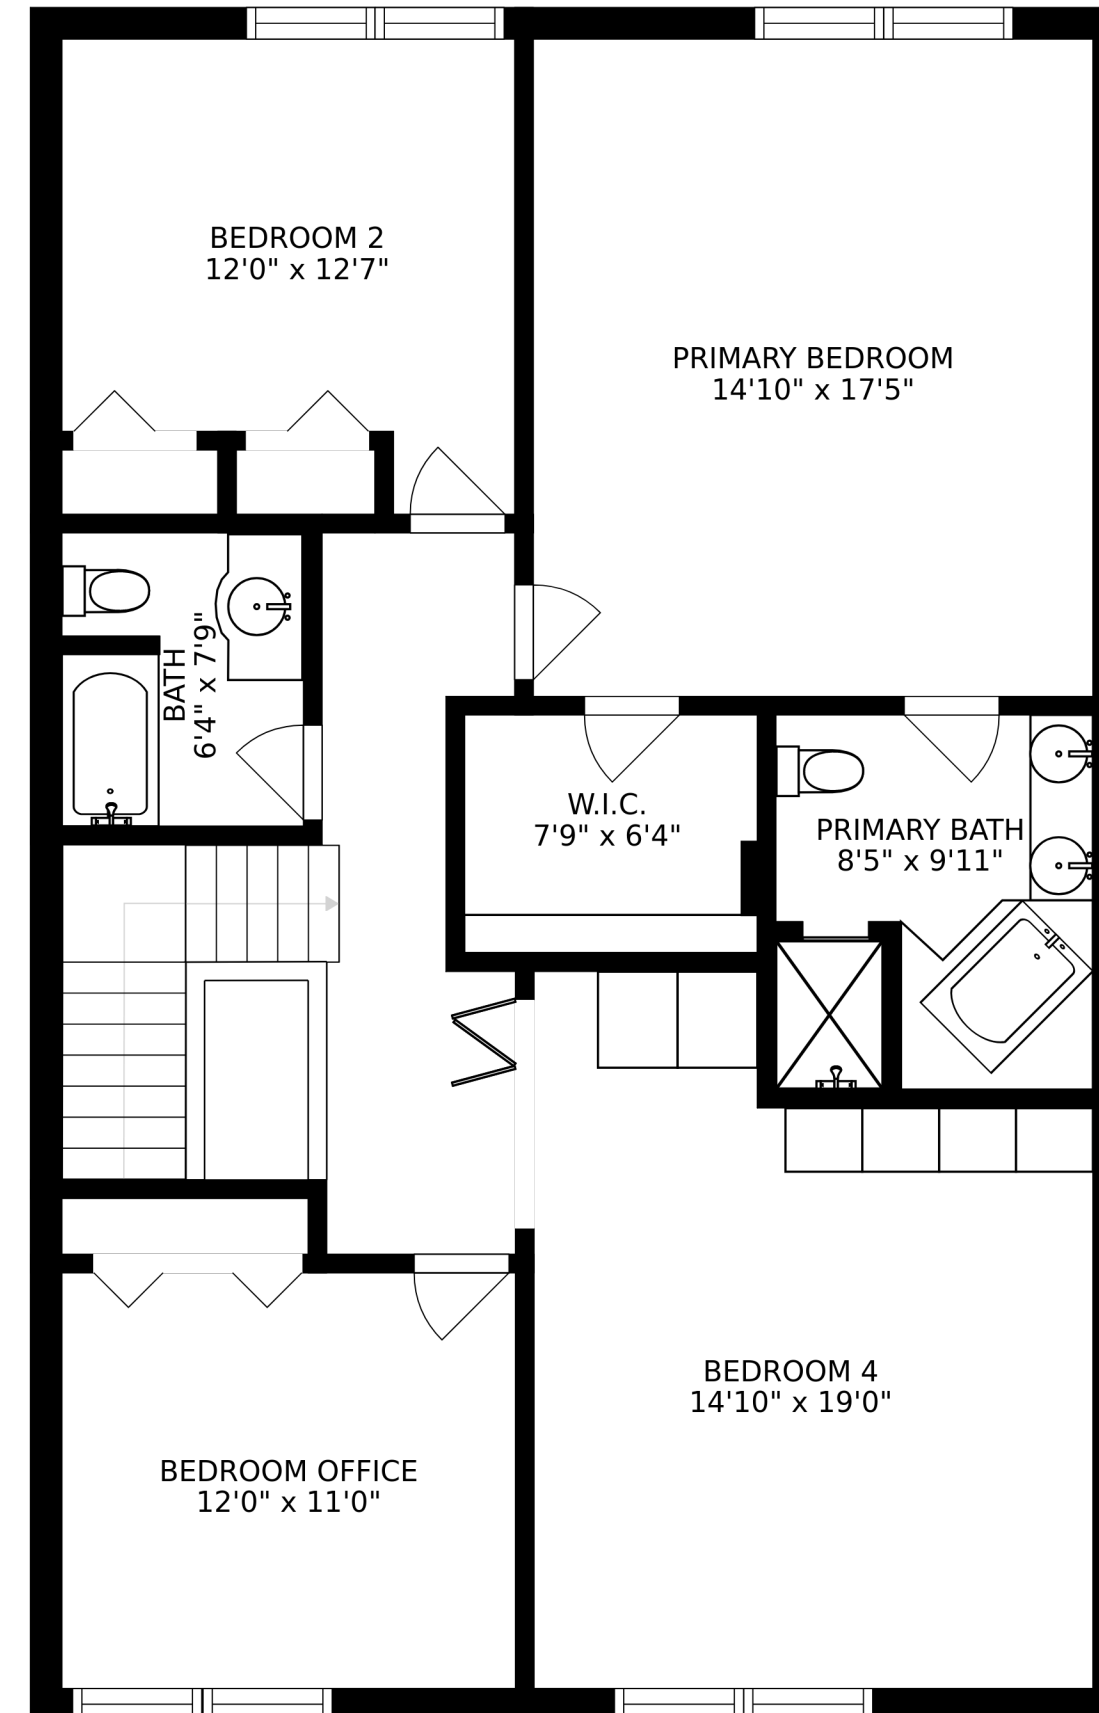 BEDROOM 2
12'0" x 12'7"
PRIMARY BEDROOM
14'10" x 17'5"
BATH
6'4" x 7'9"
W.I.C.
7'9" x 6'4"
PRIMARY BATH
8'5" x 9'11"
BEDROOM 4
14'10" x 19'0"
BEDROOM OFFICE
12'0" x 11'0"